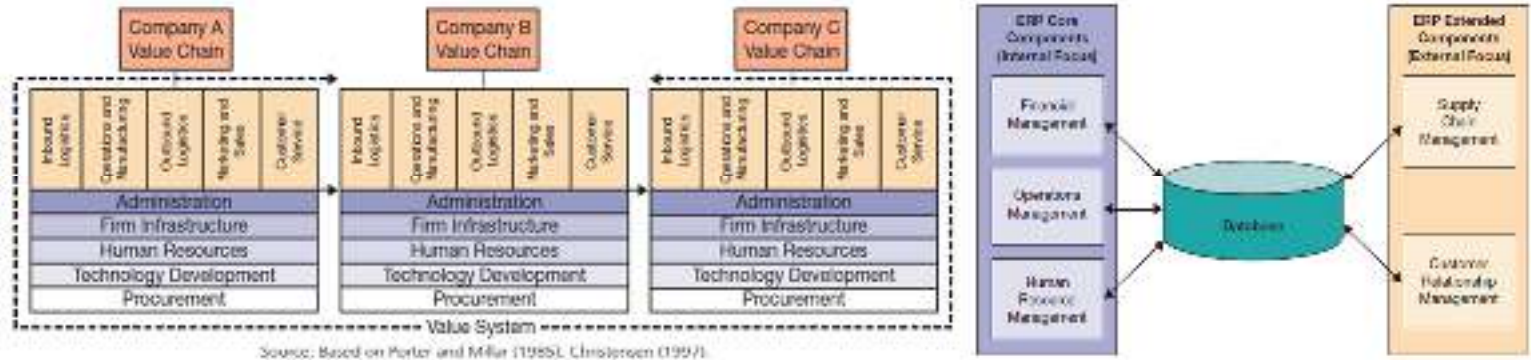 Company A
Value Chain
Company B
Value Chain
Company C
Value Chain
Inbound
Logistics
Operations and
Manufacturing
Outbound
Logistics
Marketing and
Sales
Customer
Service
Inbound
Logistics
Operations and
Manufacturing
Outbound
Logistics
Marketing and
Sales
Customer
Service
Inbound
Logistics
Operations and
Manufacturing
Outbound
Logistics
Marketing and
Sales
Customer
Service
Administration
Firm Infrastructure
Human Resources
Technology Development
Procurement
Administration
Firm Infrastructure
Human Resources
Technology Development
Procurement
Administration
Firm Infrastructure
Human Resources
Technology Development
Procurement
Value System
Source: Based on Porter and Millar (1985), Christensen (1997).
ERP Core
Components
(Internal Focus)
Financial
Management
Operations
Management
Human
Resource
Management
Database
ERP Extended
Components
[External Focus]
Supply
Chain
Management
Customer
Relationship
Management